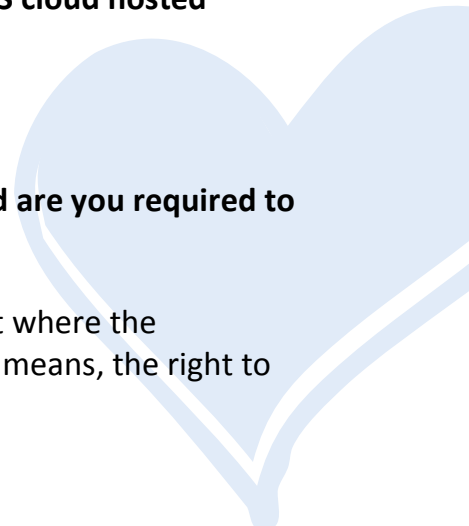 cloud hosted
d are you required to
t where the
means, the right to